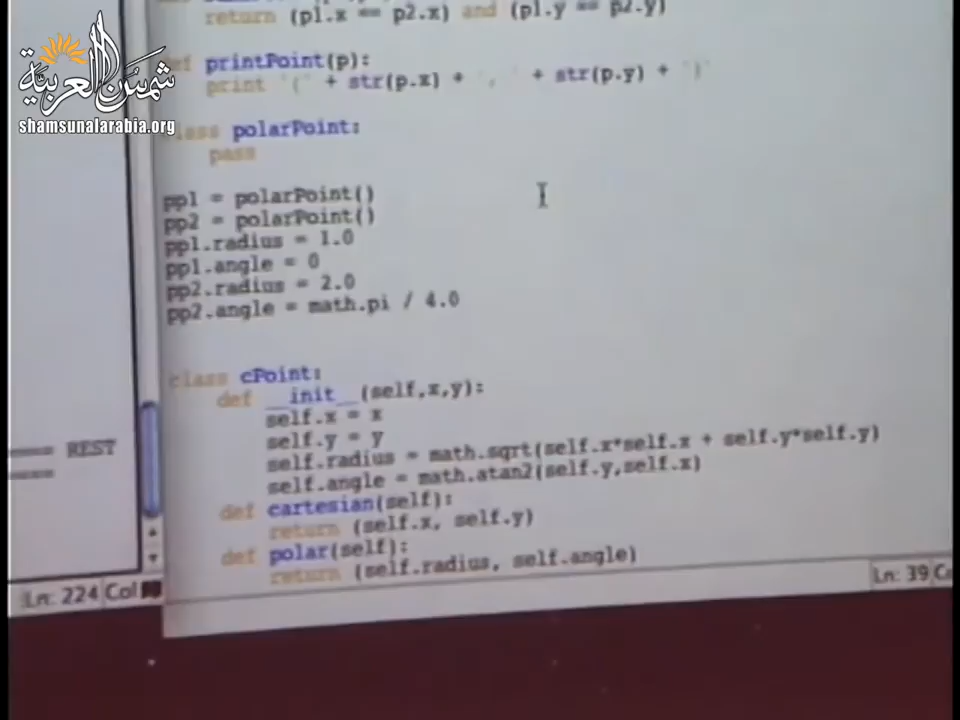 شمس العربية
shamsunalarabia.org
return (p1.x == p2.x) and (p1.y == p2.y)
def printPoint(p):
print '(' + str(p.x) + ', ' + str(p.y) + ')'
class polarPoint:
pass
pp1 = polarPoint()
pp2 = polarPoint()
pp1.radius = 1.0
pp1.angle = 0
pp2.radius = 2.0
pp2.angle = math.pi / 4.0
class cPoint:
def __init__(self,x,y):
self.x = x
self.y = y
self.radius = math.sqrt(self.x*self.x + self.y*self.y)
self.angle = math.atan2(self.y,self.x)
def cartesian(self):
return (self.x, self.y)
def polar(self):
return (self.radius, self.angle)
==== REST
====
Ln: 224 Col
Ln: 39 Co